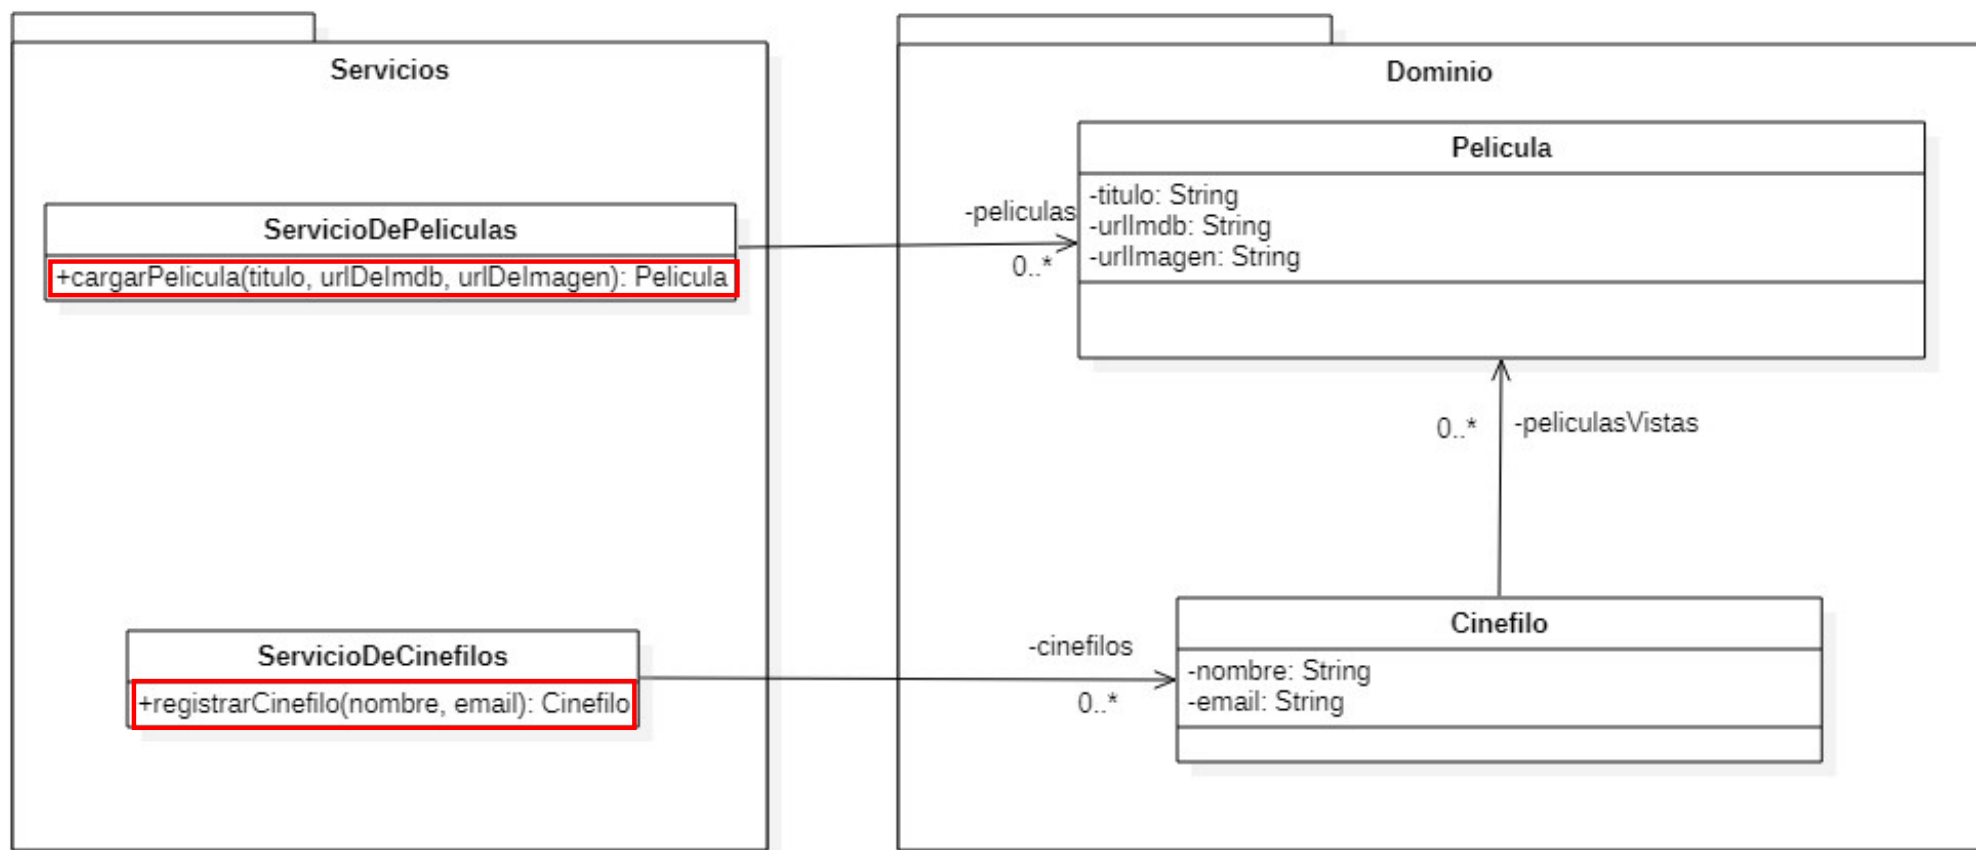 Servicios
ServicioDePeliculas
+cargarPelicula(titulo, urlDeImdb, urlDeImagen): Pelicula
ServicioDeCinefilos
+registrarCinefilo(nombre, email): Cinefilo
-peliculas
0..*
-cinefilos
0..*
Dominio
Pelicula
-titulo: String
-urlImdb: String
-urlImagen: String
0..*
-peliculasVistas
Cinefilo
-nombre: String
-email: String